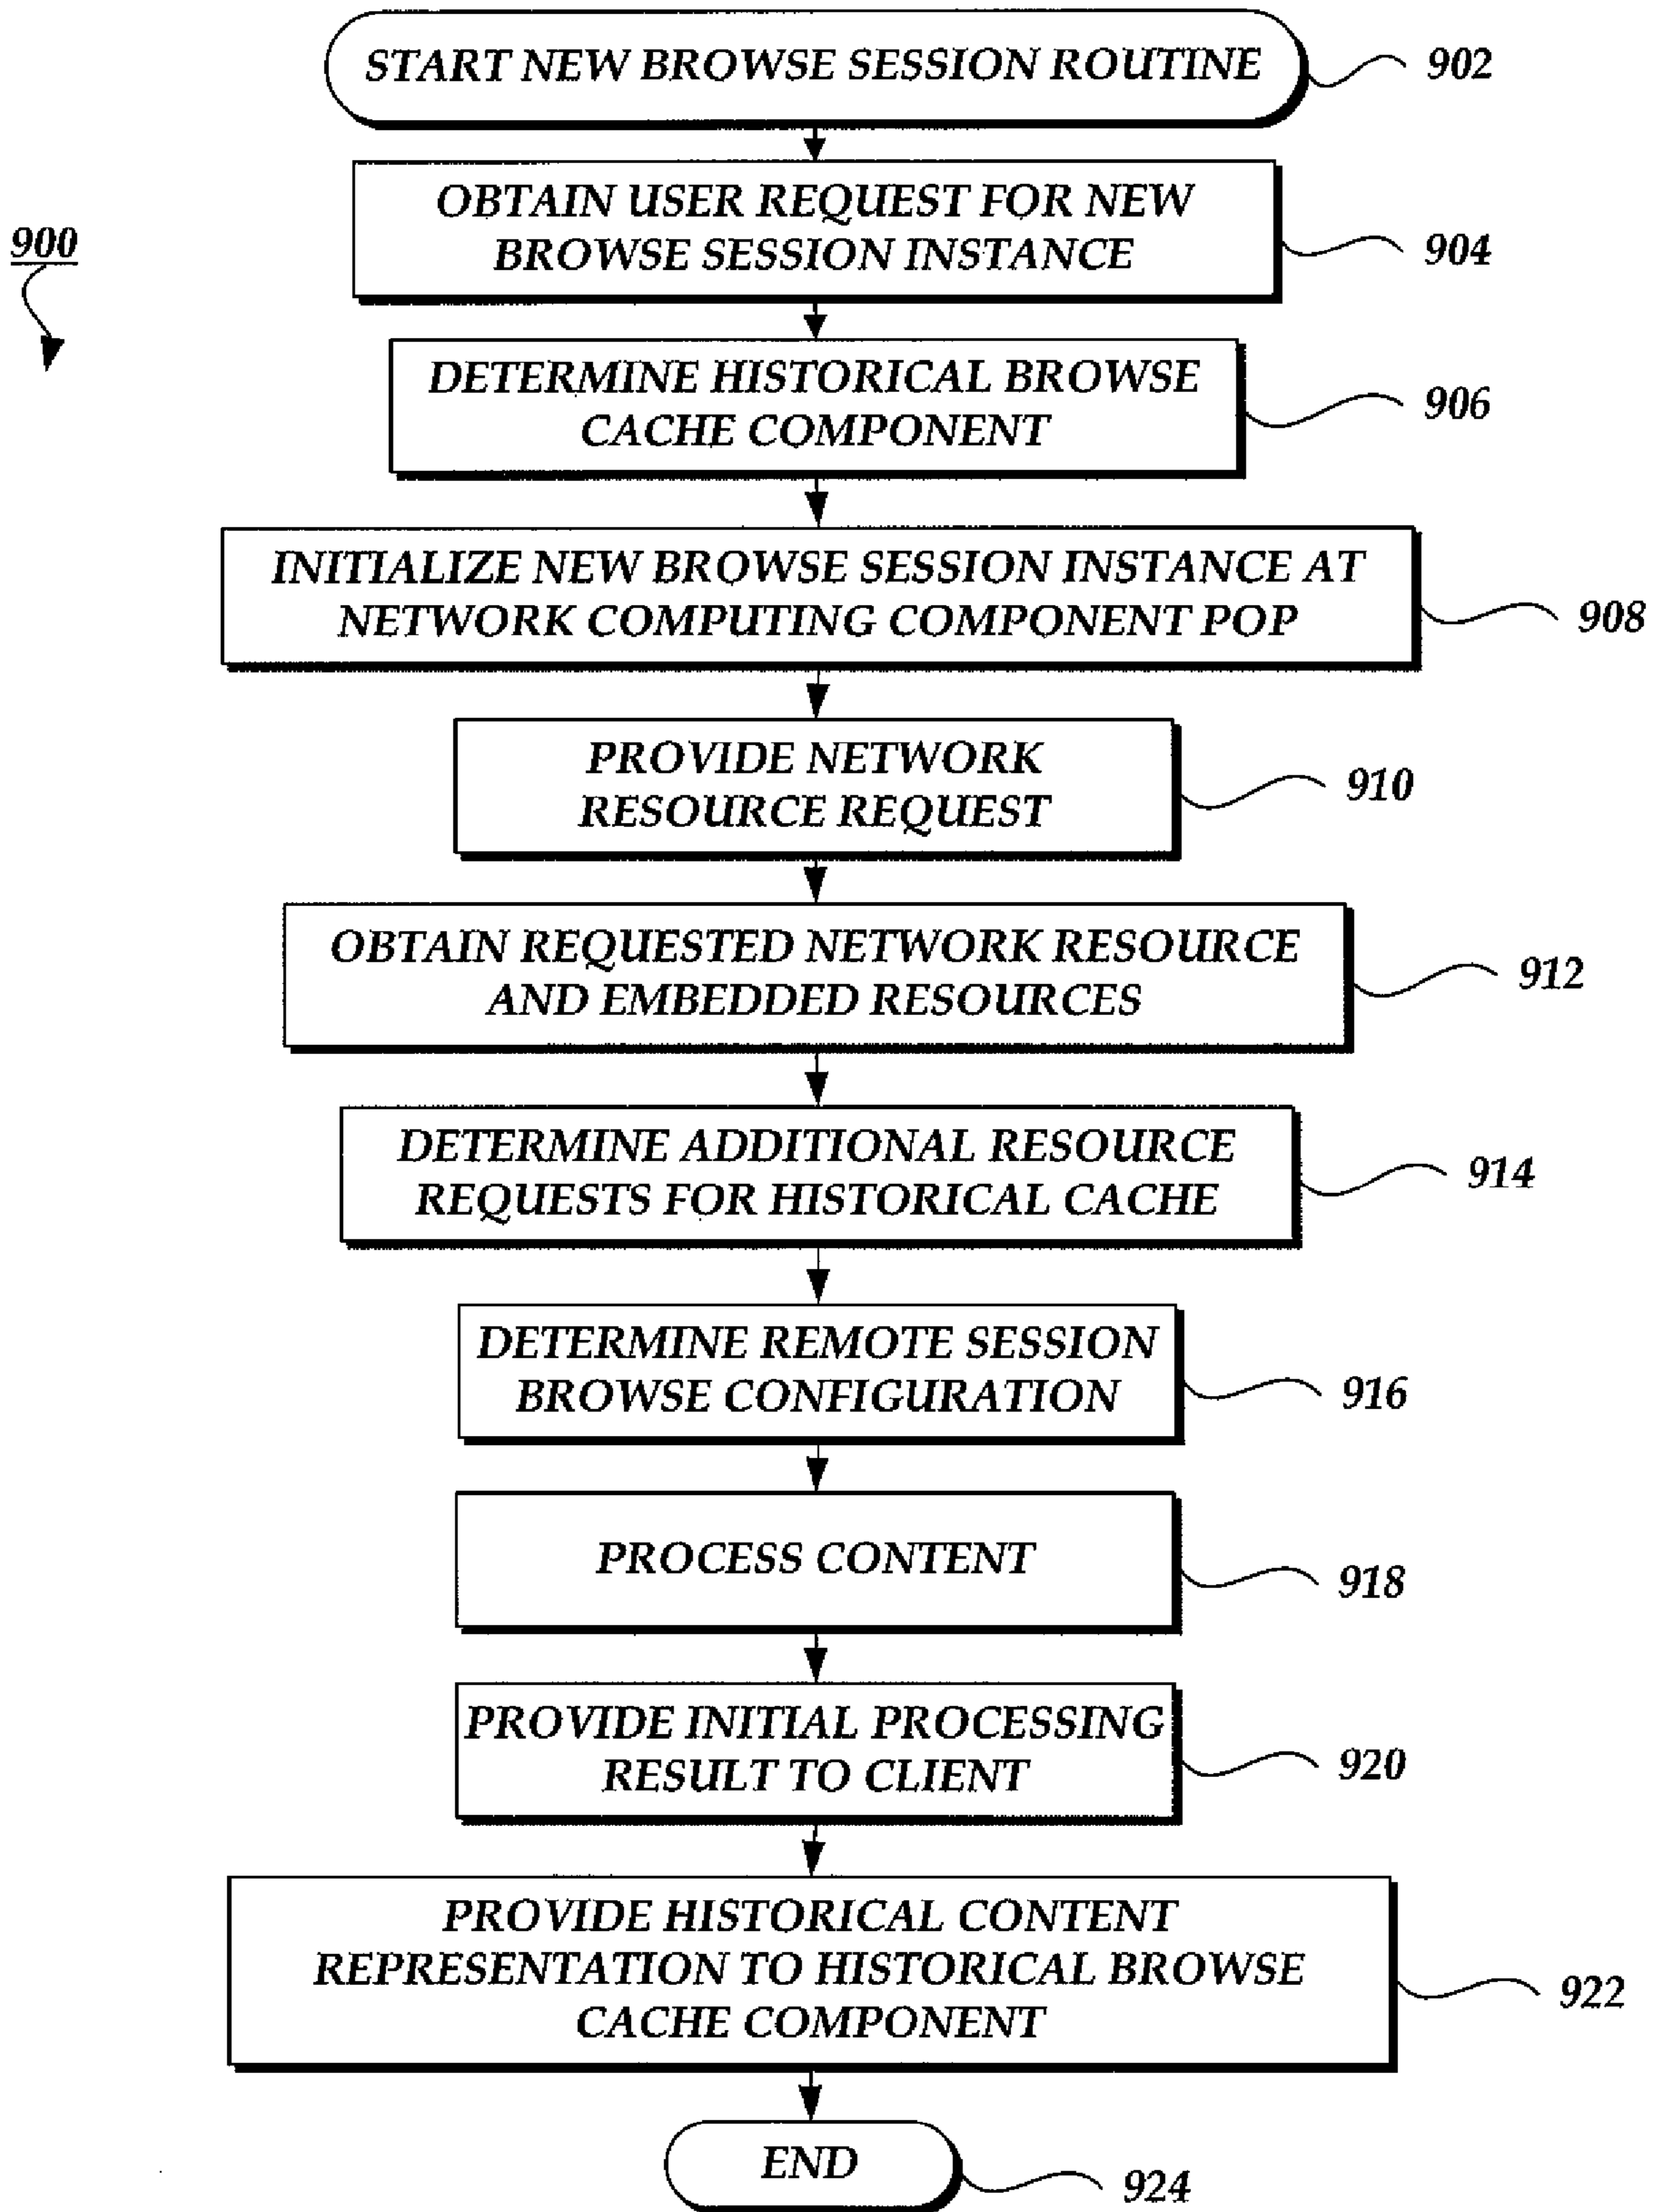 START NEW BROWSE SESSION ROUTINE
902
OBTAIN USER REQUEST FOR NEW
BROWSE SESSION INSTANCE
904
900
DETERMINE HISTORICAL BROWSE
CACHE COMPONENT
906
INITIALIZE NEW BROWSE SESSION INSTANCE AT
NETWORK COMPUTING COMPONENT POP
908
PROVIDE NETWORK
RESOURCE REQUEST
910
OBTAIN REQUESTED NETWORK RESOURCE
AND EMBEDDED RESOURCES
912
DETERMINE ADDITIONAL RESOURCE
REQUESTS FOR HISTORICAL CACHE
914
DETERMINE REMOTE SESSION
BROWSE CONFIGURATION
916
PROCESS CONTENT
918
PROVIDE INITIAL PROCESSING
RESULT TO CLIENT
920
PROVIDE HISTORICAL CONTENT
REPRESENTATION TO HISTORICAL BROWSE
CACHE COMPONENT
922
END
924